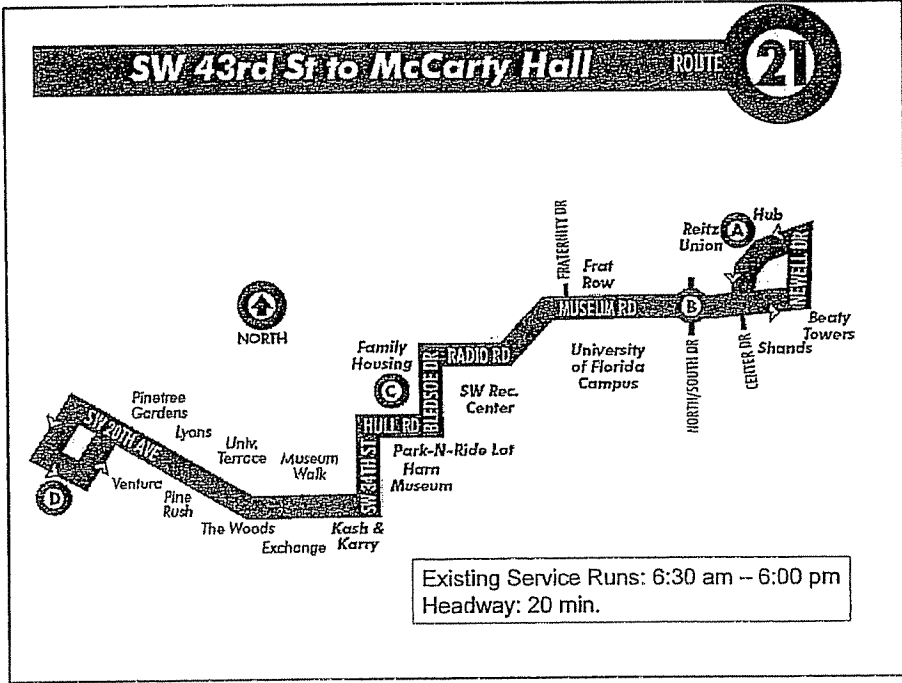 SW 43rd St to McCarty Hall
ROUTE
21
FRATERNITY DR
Hub
Reitz
Union
A
Frat
Row
NEWELL DR
MUSEUM RD
B
NORTH
Beaty
Towers
Shands
CENTER DR
NORTH/SOUTH DR
University
of Florida
Campus
Family
Housing
C
BLEDSOE DR
RADIO RD
SW Rec.
Center
HULL RD
SW 34TH ST
Park-N-Ride Lot
Harn
Museum
Pinetree
Gardens
SW 20TH AVE
Lyons
Univ.
Terrace
Museum
Walk
D
Ventura
Pine
Rush
The Woods
Exchange
Kash &
Karry
Existing Service Runs: 6:30 am -- 6:00 pm
Headway: 20 min.